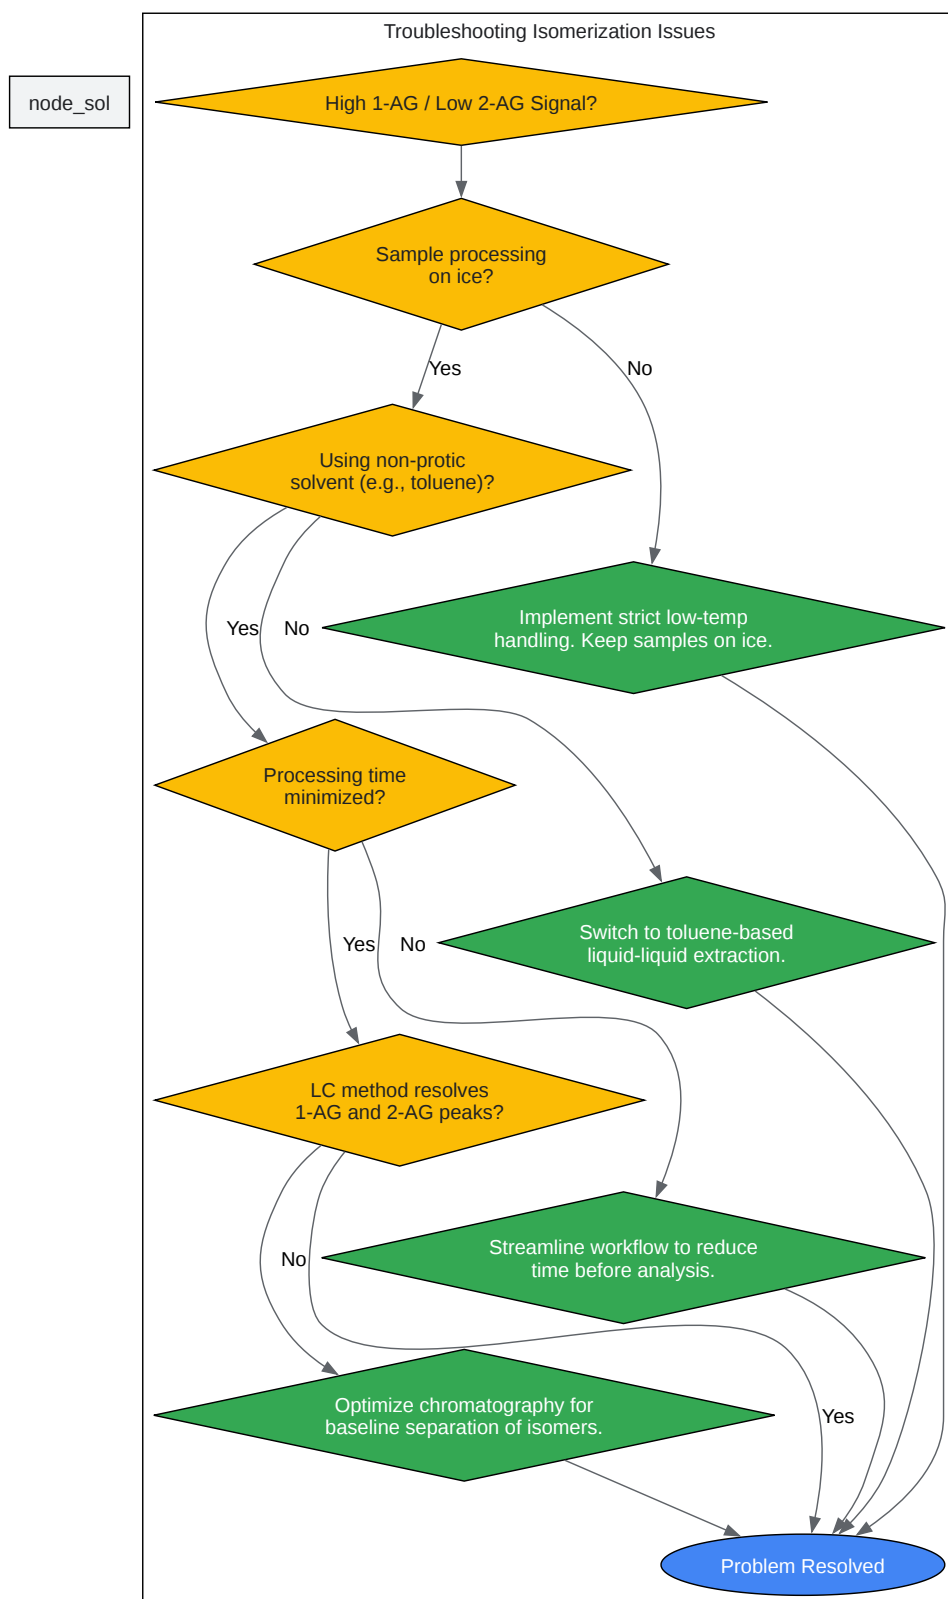 Troubleshooting Isomerization Issues
node_sol
High 1-AG / Low 2-AG Signal?
Sample processing
on ice?
Yes
No
Using non-protic
solvent (e.g., toluene)?
Yes
No
Implement strict low-temp
handling. Keep samples on ice.
Processing time
minimized?
Yes
No
Switch to toluene-based
liquid-liquid extraction.
LC method resolves
1-AG and 2-AG peaks?
No
Streamline workflow to reduce
time before analysis.
Optimize chromatography for
baseline separation of isomers.
Yes
Problem Resolved